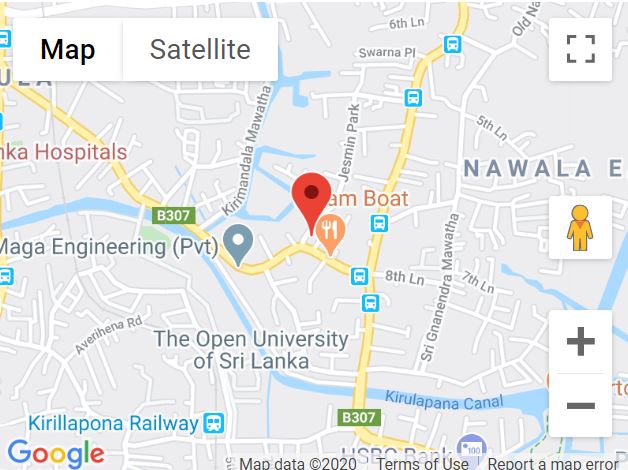 6th Ln
Old Na
Map
Satellite
Swarna Pl
ULA
5th Ln
Kirimandala Mawatha
Jesmin Park
nka Hospitals
NAWALA E
am Boat
B307
Maga Engineering (Pvt)
8th Ln
7th Ln
Sri Gnanendra Mawatha
Averihena Rd
The Open University
of Sri Lanka
Kirulapana Canal
B307
Kirillapona Railway
HSBC Bank
100
Google
Map data ©2020
Terms of Use
Report a map error